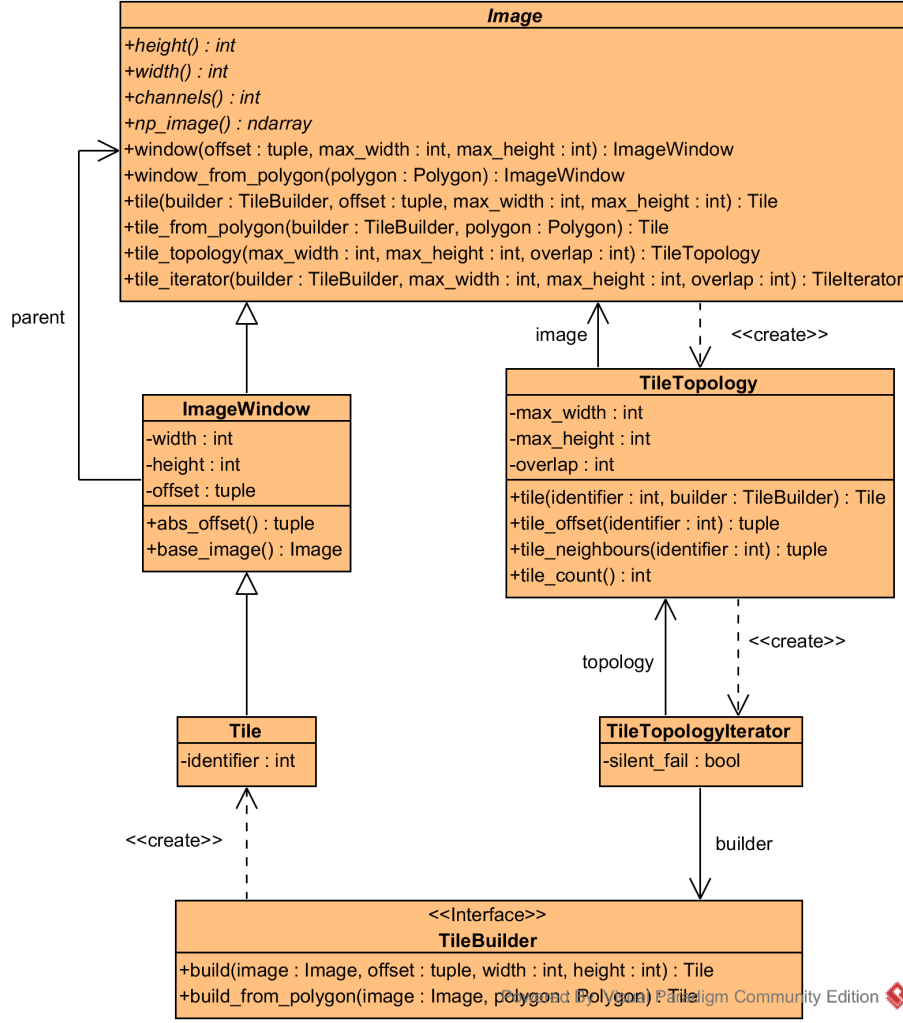 Image
+height() : int
+width() : int
+channels() : int
+np_image() : ndarray
+window(offset : tuple, max_width : int, max_height : int) : ImageWindow
+window_from_polygon(polygon : Polygon) : ImageWindow
+tile(builder : TileBuilder, offset : tuple, max_width : int, max_height : int) : Tile
+tile_from_polygon(builder : TileBuilder, polygon : Polygon) : Tile
+tile_topology(max_width : int, max_height : int, overlap : int) : TileTopology
+tile_iterator(builder : TileBuilder, max_width : int, max_height : int, overlap : int) : TileIterator
parent
image
<<create>>
ImageWindow
-width : int
-height : int
-offset : tuple
+abs_offset() : tuple
+base_image() : Image
TileTopology
-max_width : int
-max_height : int
-overlap : int
+tile(identifier : int, builder : TileBuilder) : Tile
+tile_offset(identifier : int) : tuple
+tile_neighbours(identifier : int) : tuple
+tile_count() : int
topology
<<create>>
Tile
-identifier : int
TileTopologyIterator
-silent_fail : bool
<<create>>
builder
<<Interface>>
TileBuilder
+build(image : Image, offset : tuple, width : int, height : int) : Tile
+build_from_polygon(image : Image, polygon : Polygon) : Tile
Powered By Visual Paradigm Community Edition